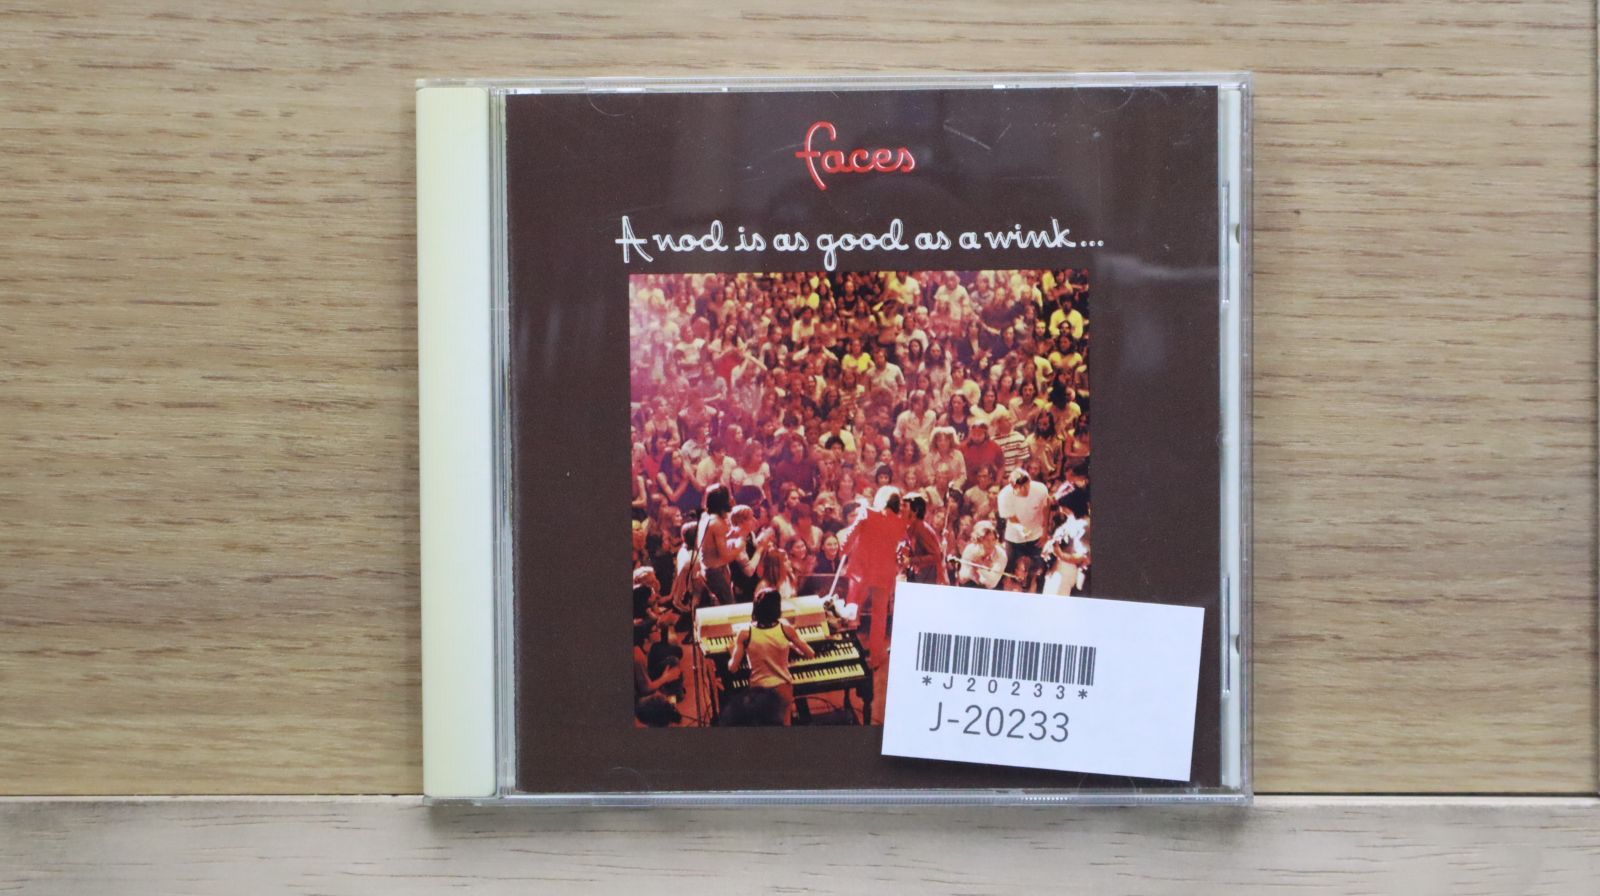 faces
A nod is as good as a wink...
*J20233*
J-20233